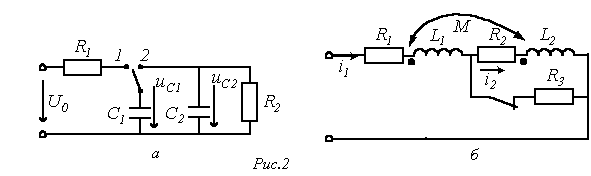 R1 1 2 uC1 uC2 R2
U0 C1 C2
а
M
R1 L1 R2 L2
i1 i2 R3
б
Рис.2